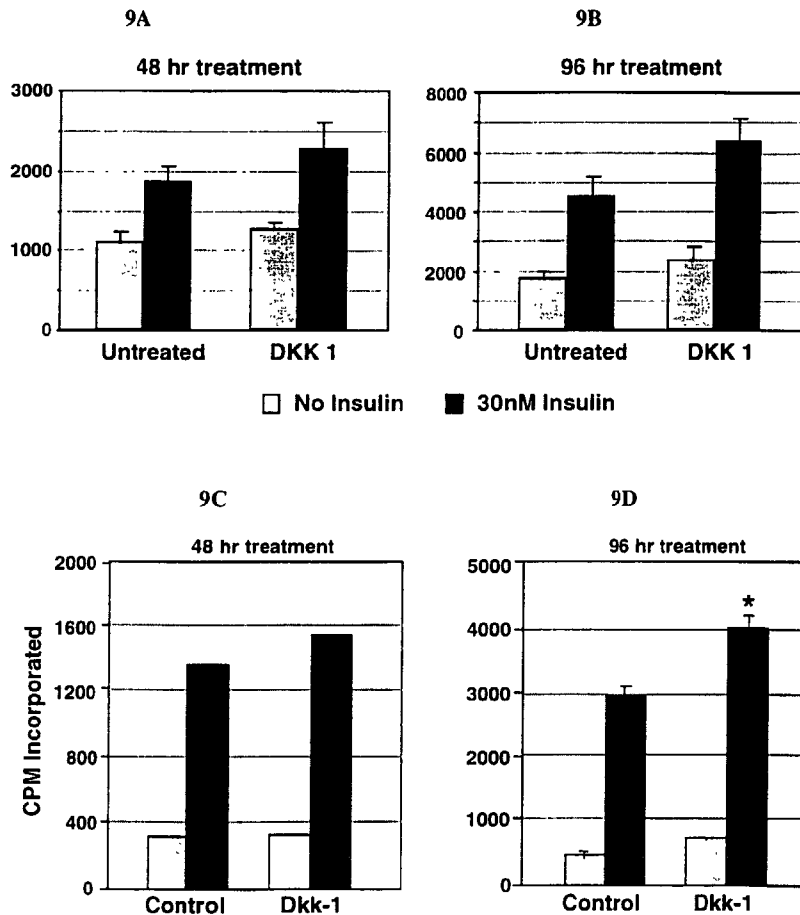 9A
9B
48 hr treatment
96 hr treatment
3000
2000
1000
0
Untreated
DKK 1
8000
6000
4000
2000
0
Untreated
DKK 1
No Insulin
30nM Insulin
9C
9D
48 hr treatment
96 hr treatment
CPM Incorporated
2000
1600
1200
800
400
0
Control
Dkk-1
5000
4000
3000
2000
1000
0
*
Control
Dkk-1